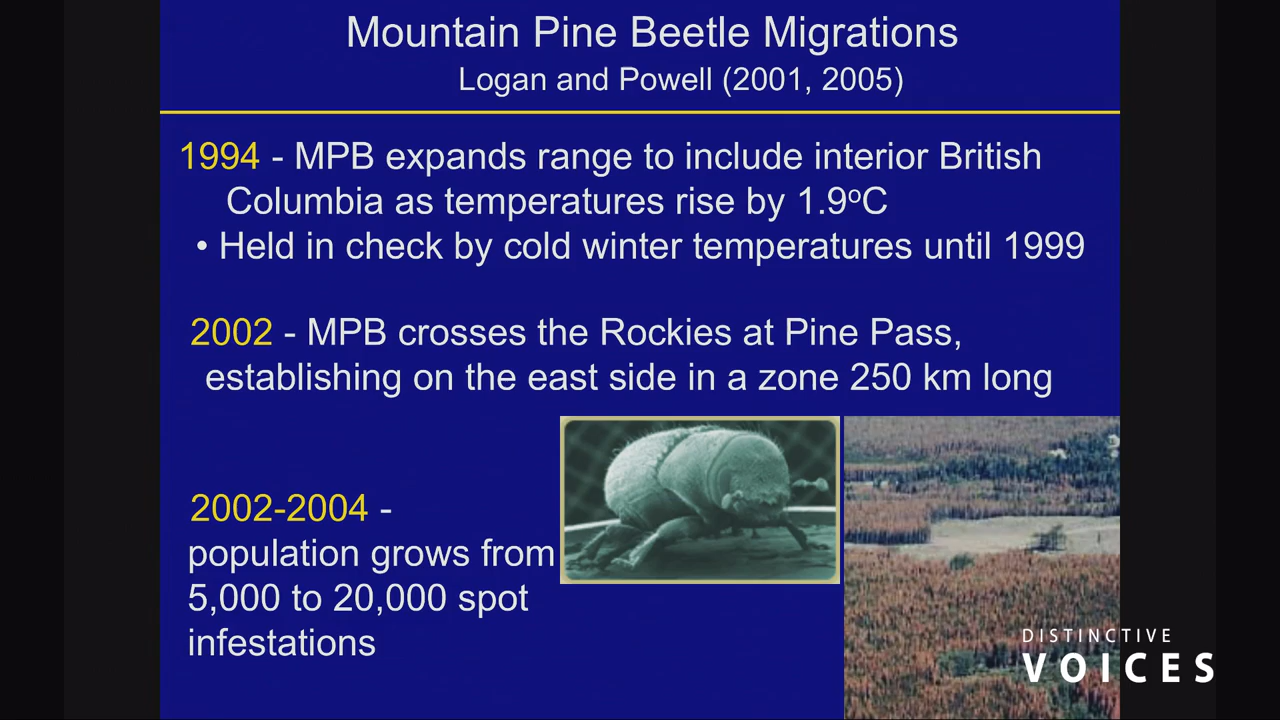 Mountain Pine Beetle Migrations
Logan and Powell (2001, 2005)
1994 - MPB expands range to include interior British
Columbia as temperatures rise by 1.9ºC
• Held in check by cold winter temperatures until 1999
2002 - MPB crosses the Rockies at Pine Pass,
establishing on the east side in a zone 250 km long
2002-2004 -
population grows from
5,000 to 20,000 spot
infestations
DISTINCTIVE
VOICES